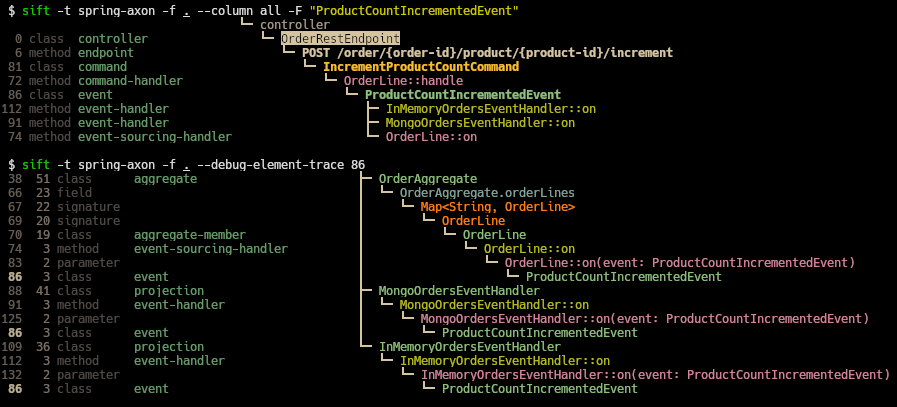 $ sift -t spring-axon -f . --column all -F "ProductCountIncrementedEvent"
controller
0 class controller OrderRestEndpoint
6 method endpoint POST /order/{order-id}/product/{product-id}/increment
81 class command IncrementProductCountCommand
72 method command-handler OrderLine::handle
86 class event ProductCountIncrementedEvent
112 method event-handler InMemoryOrdersEventHandler::on
91 method event-handler MongoOrdersEventHandler::on
74 method event-sourcing-handler OrderLine::on
$ sift -t spring-axon -f . --debug-element-trace 86
38 51 class aggregate OrderAggregate
66 23 field OrderAggregate.orderLines
67 22 signature Map<String, OrderLine>
69 20 signature OrderLine
70 19 class aggregate-member OrderLine
74 3 method event-sourcing-handler OrderLine::on
83 2 parameter OrderLine::on(event: ProductCountIncrementedEvent)
86 3 class event ProductCountIncrementedEvent
88 41 class projection MongoOrdersEventHandler
91 3 method event-handler MongoOrdersEventHandler::on
125 2 parameter MongoOrdersEventHandler::on(event: ProductCountIncrementedEvent)
86 3 class event ProductCountIncrementedEvent
109 36 class projection InMemoryOrdersEventHandler
112 3 method event-handler InMemoryOrdersEventHandler::on
132 2 parameter InMemoryOrdersEventHandler::on(event: ProductCountIncrementedEvent)
86 3 class event ProductCountIncrementedEvent